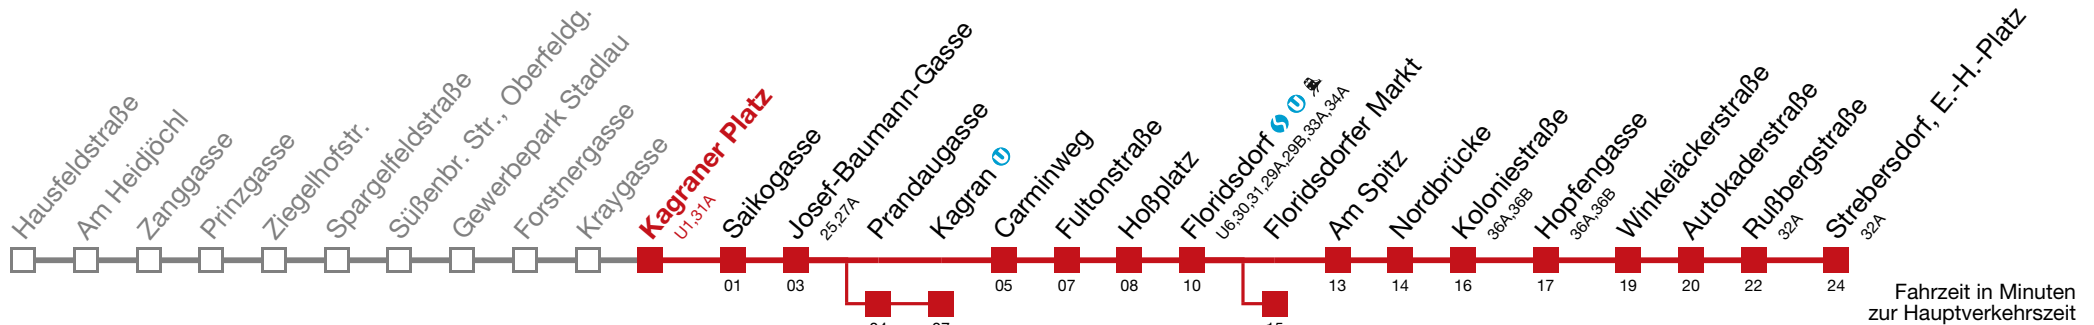 Hausfeldstraße
Am Heidjöchl
Zanggasse
Prinzgasse
Ziegelhofstr.
Spargelfeldstraße
Süßenbr. Str., Oberfeldg.
Gewerbepark Stadlau
Forstnergasse
Kraygasse
Kagraner Platz
U1,31A
Saikogasse
Josef-Baumann-Gasse
25,27A
Prandaugasse
Kagran U
Carminweg
Fultonstraße
Hoßplatz
Floridsdorf S U
U6,30,31,29A,29B,33A,34A
Floridsdorfer Markt
Am Spitz
Nordbrücke
Koloniestraße
36A,36B
Hopfengasse
36A,36B
Winkeläckerstraße
Autokaderstraße
Rußbergstraße
32A
Strebersdorf, E.-H.-Platz
32A
01 03 05 07 08 10 13 14 16 17 19 20 22 24
Fahrzeit in Minuten
zur Hauptverkehrszeit